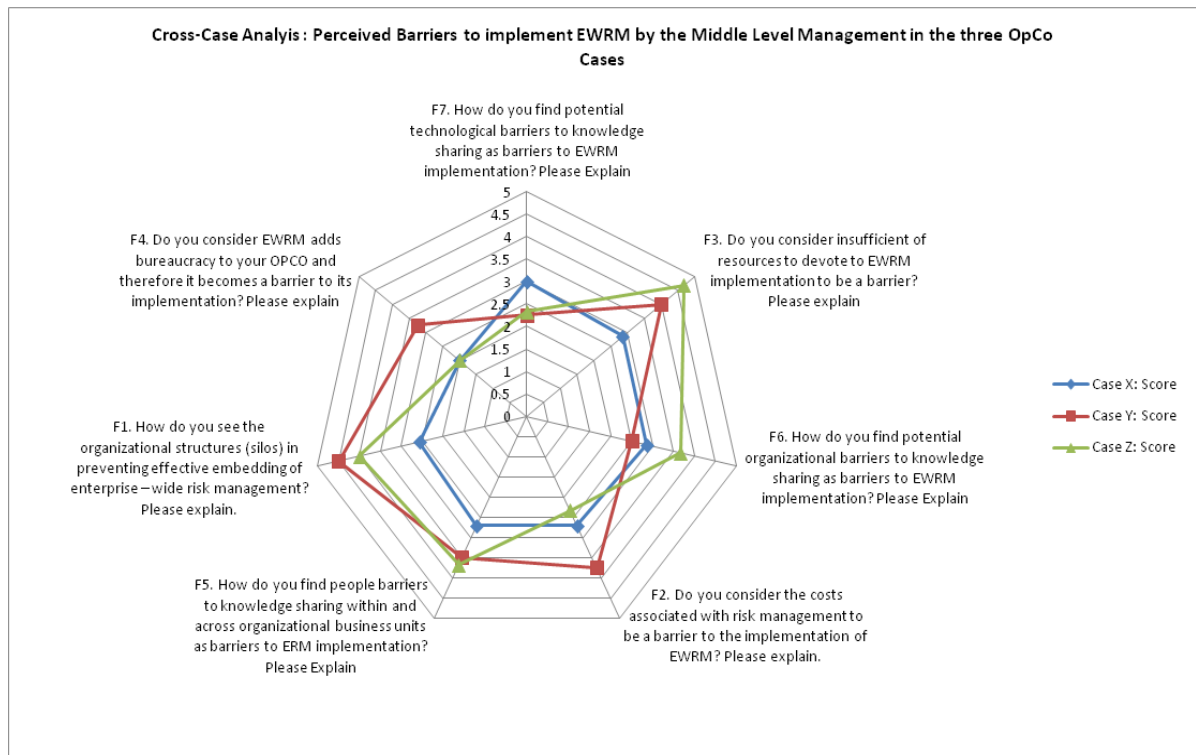 Cross-Case Analyis : Perceived Barriers to implement EWRM by the Middle Level Management in the three OpCo
Cases
F7. How do you find potential
technological barriers to knowledge
sharing as barriers to EWRM
implementation? Please Explain
5
4.5
4
3.5
3
2.5
2
1.5
1
0.5
0
F4. Do you consider EWRM adds
bureaucracy to your OPCO and
therefore it becomes a barrier to its
implementation? Please explain
F3. Do you consider insufficient of
resources to devote to EWRM
implementation to be a barrier?
Please explain
F1. How do you see the
organizational structures (silos) in
preventing effective embedding of
enterprise–wide risk management?
Please explain.
F6. How do you find potential
organizational barriers to knowledge
sharing as barriers to EWRM
implementation? Please Explain
F5. How do you find people barriers
to knowledge sharing within and
across organizational business units
as barriers to ERM implementation?
Please Explain
F2. Do you consider the costs
associated with risk management to
be a barrier to the implementation of
EWRM? Please explain.
Case X: Score
Case Y: Score
Case Z: Score